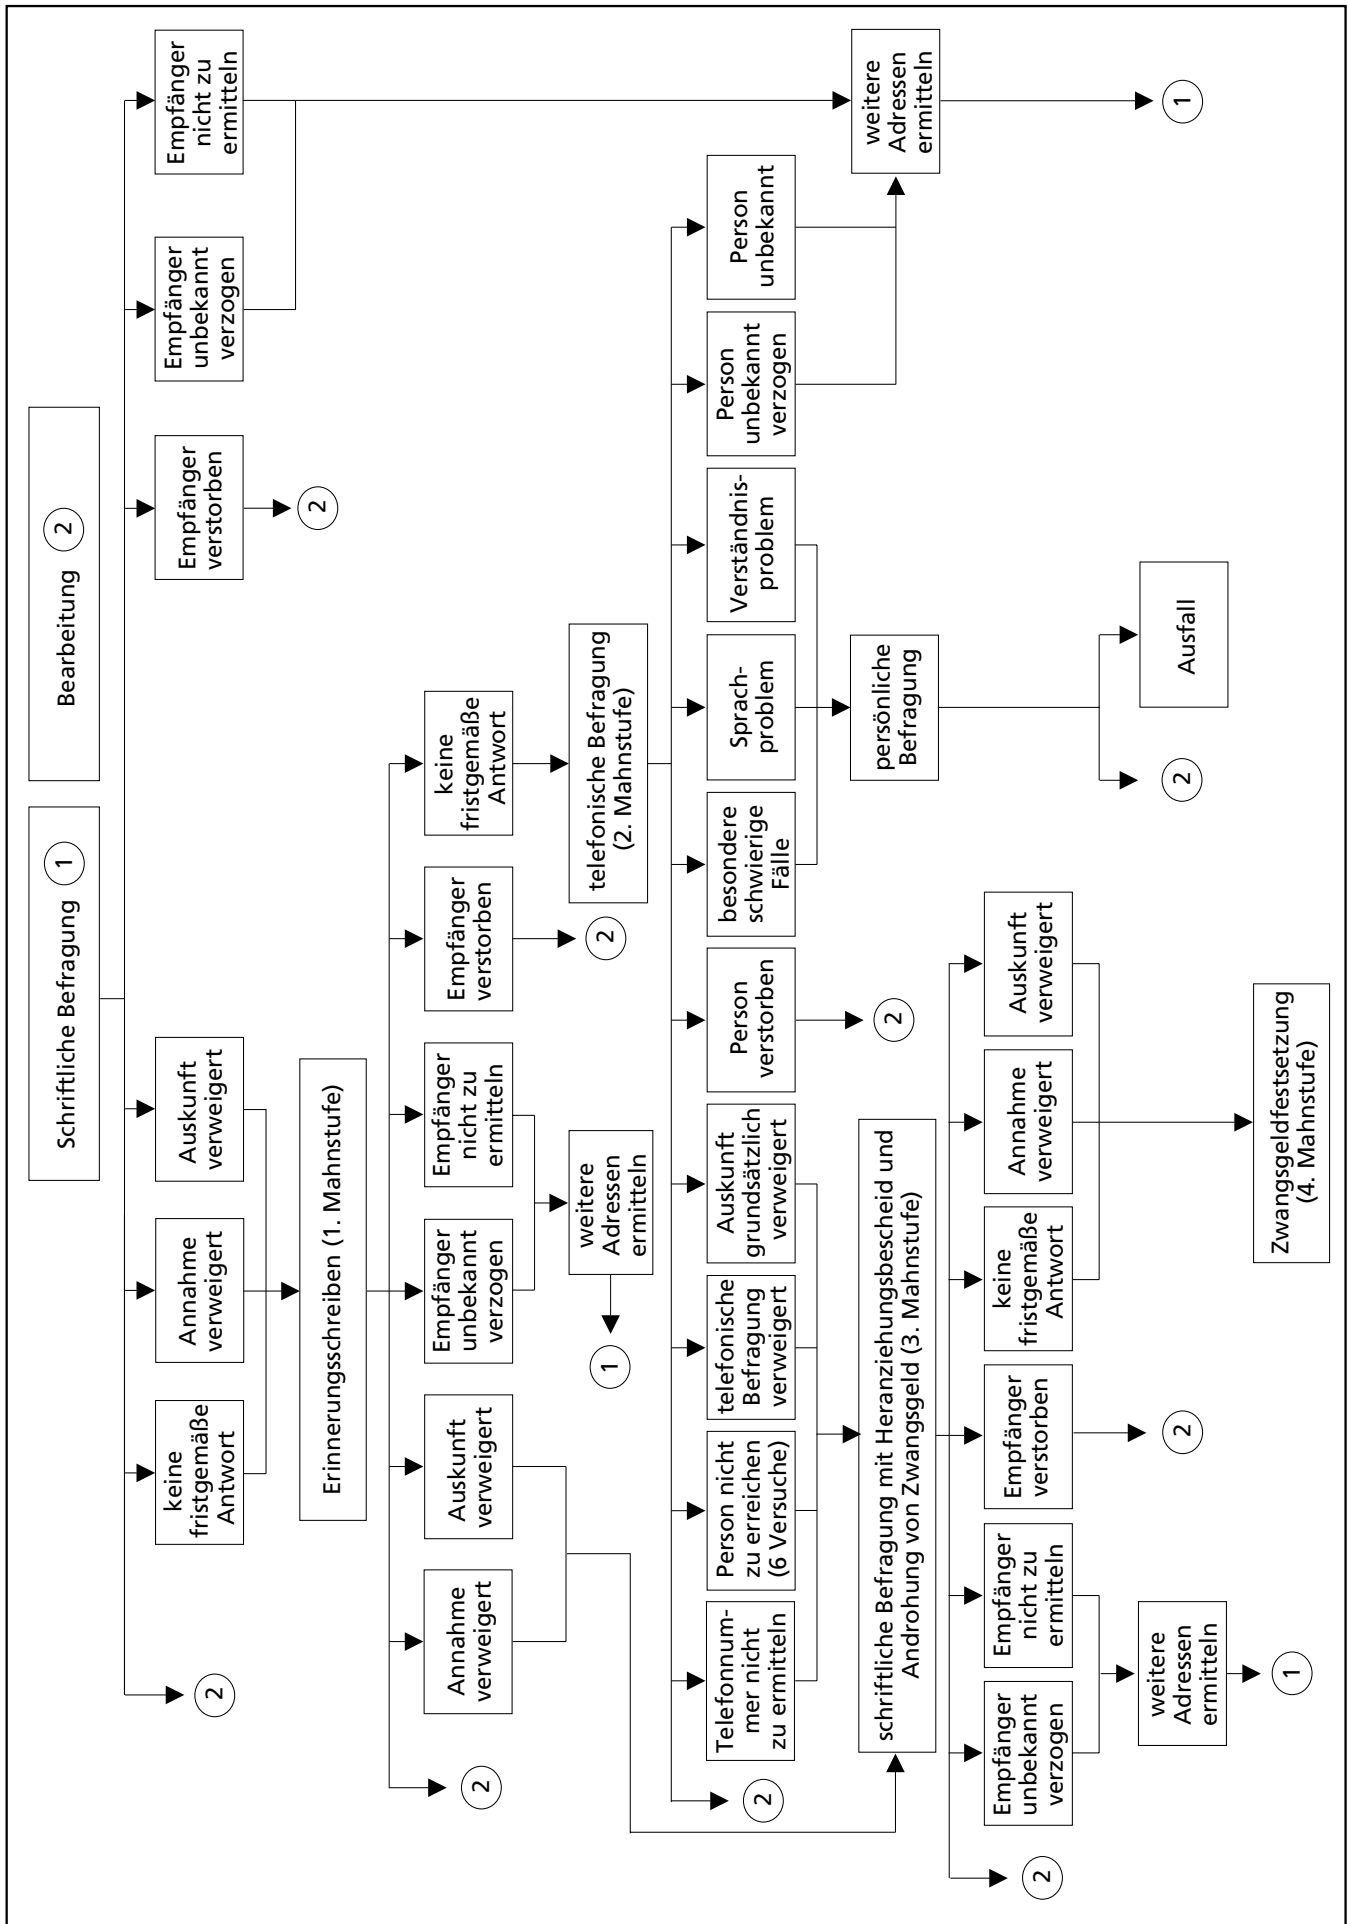 Schriftliche Befragung 1
Bearbeitung 2
2
keine
fristgemäße
Antwort
Annahme
verweigert
Auskunft
verweigert
Empfänger
verstorben
Empfänger
unbekannt
verzogen
Empfänger
nicht zu
ermitteln
2
Erinnerungsschreiben (1. Mahnstufe)
2
Annahme
verweigert
Auskunft
verweigert
Empfänger
unbekannt
verzogen
Empfänger
nicht zu
ermitteln
Empfänger
verstorben
keine
fristgemäße
Antwort
1
weitere
Adressen
ermitteln
2
telefonische Befragung
(2. Mahnstufe)
2
Telefonnum-
mer nicht
zu ermitteln
Person nicht
zu erreichen
(6 Versuche)
telefonische
Befragung
verweigert
Auskunft
grundsätzlich
verweigert
Person
verstorben
besondere
schwierige
Fälle
Sprach-
problem
Verständnis-
problem
Person
unbekannt
verzogen
Person
unbekannt
schriftliche Befragung mit Heranziehungsbescheid und
Androhung von Zwangsgeld (3. Mahnstufe)
2
persönliche
Befragung
weitere
Adressen
ermitteln
2
Empfänger
unbekannt
verzogen
Empfänger
nicht zu
ermitteln
Empfänger
verstorben
keine
fristgemäße
Antwort
Annahme
verweigert
Auskunft
verweigert
weitere
Adressen
ermitteln
2
2
Ausfall
1
1
Zwangsgeldfestsetzung
(4. Mahnstufe)